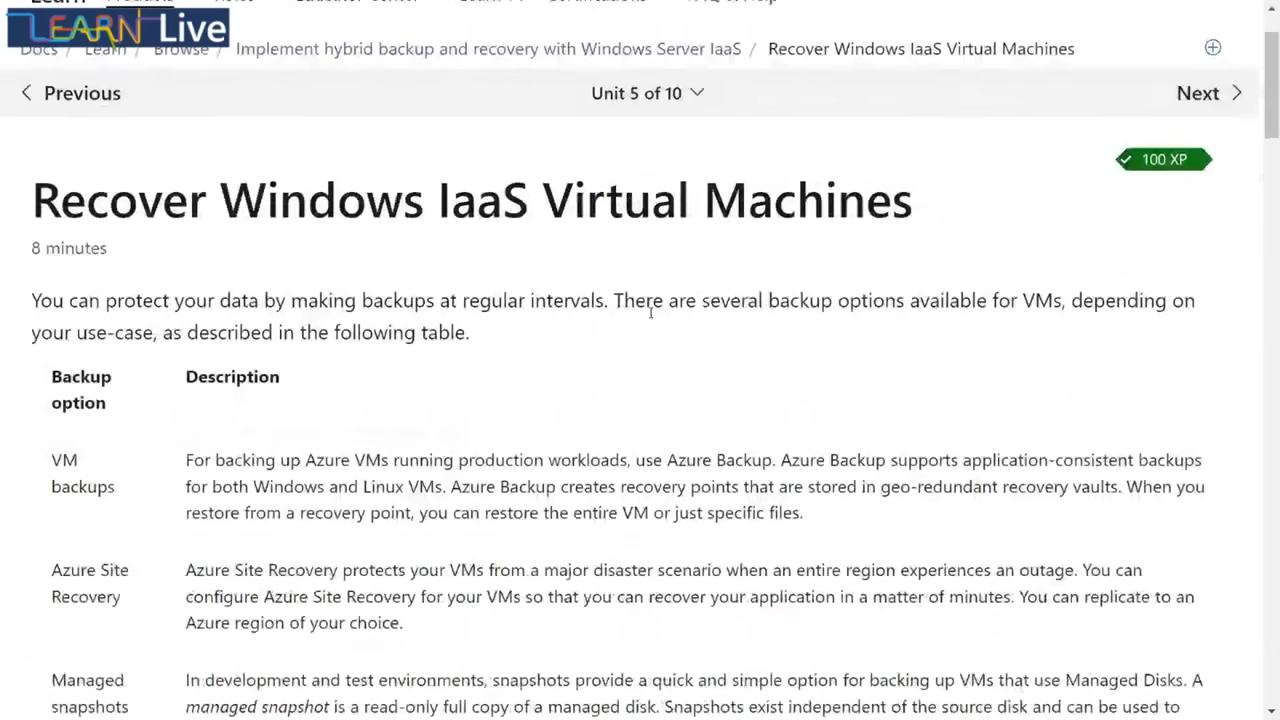 LEARN Live
Docs / Learn / Browse / Implement hybrid backup and recovery with Windows Server IaaS / Recover Windows IaaS Virtual Machines
Previous
Unit 5 of 10
Next
100 XP
Recover Windows IaaS Virtual Machines
8 minutes
You can protect your data by making backups at regular intervals. There are several backup options available for VMs, depending on
your use-case, as described in the following table.
Backup
option
Description
VM
backups
For backing up Azure VMs running production workloads, use Azure Backup. Azure Backup supports application-consistent backups
for both Windows and Linux VMs. Azure Backup creates recovery points that are stored in geo-redundant recovery vaults. When you
restore from a recovery point, you can restore the entire VM or just specific files.
Azure Site
Recovery
Azure Site Recovery protects your VMs from a major disaster scenario when an entire region experiences an outage. You can
configure Azure Site Recovery for your VMs so that you can recover your application in a matter of minutes. You can replicate to an
Azure region of your choice.
Managed
snapshots
In development and test environments, snapshots provide a quick and simple option for backing up VMs that use Managed Disks. A
managed snapshot is a read-only full copy of a managed disk. Snapshots exist independent of the source disk and can be used to